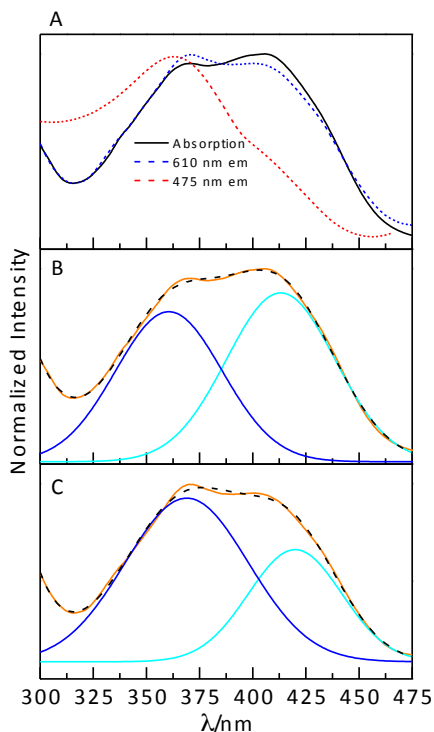 A
Absorption
610 nm em
475 nm em
B
C
Normalized Intensity
300 325 350 375 400 425 450 475
λ/nm